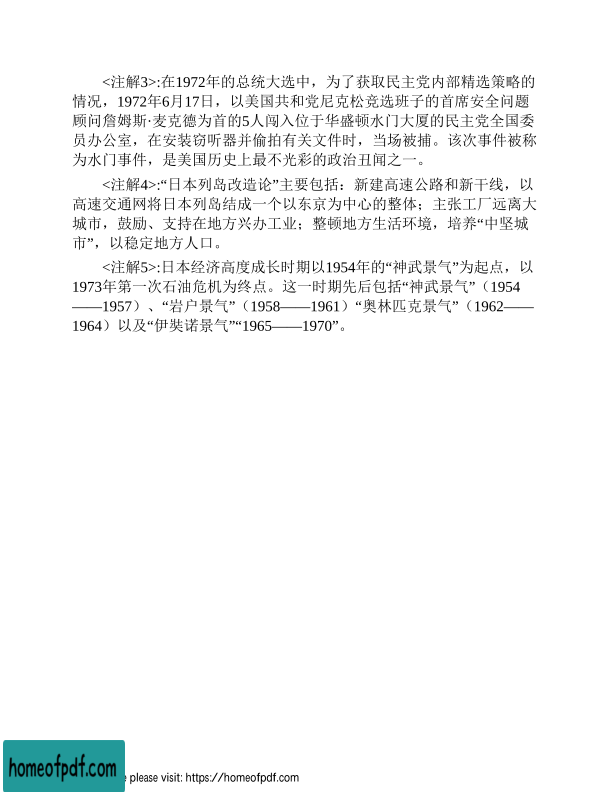 <注解3>:在1972年的总统大选中，为了获取民主党内部精选策略的
情况，1972年6月17日，以美国共和党尼克松竞选班子的首席安全问题
顾问詹姆斯·麦克德为首的5人闯入位于华盛顿水门大厦的民主党全国委
员办公室，在安装窃听器并偷拍有关文件时，当场被捕。该次事件被称
为水门事件，是美国历史上最不光彩的政治丑闻之一。
<注解4>:“日本列岛改造论”主要包括：新建高速公路和新干线，以
高速交通网将日本列岛结成一个以东京为中心的整体；主张工厂远离大
城市，鼓励、支持在地方兴办工业；整顿地方生活环境，培养“中坚城
市”，以稳定地方人口。
<注解5>:日本经济高度成长时期以1954年的“神武景气”为起点，以
1973年第一次石油危机为终点。这一时期先后包括“神武景气”（1954
——1957）、“岩户景气”（1958——1961）“奥林匹克景气”（1962——
1964）以及“伊奘诺景气”“1965——1970”。
homeofpdf.com
e please visit: https://homeofpdf.com